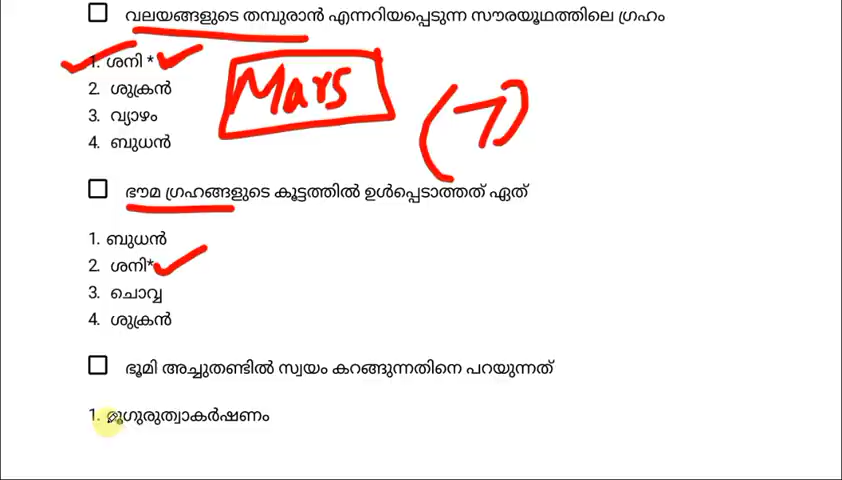 വലയങ്ങളുടെ തമ്പുരാൻ എന്നറിയപ്പെടുന്ന സൗരയൂഥത്തിലെ ഗ്രഹം
1. ശനി *
2. ശുക്രൻ
Mars
3. വ്യാഴം
4. ബുധൻ
ഭൗമ ഗ്രഹങ്ങളുടെ കൂട്ടത്തിൽ ഉൾപ്പെടാത്തത് ഏത്
1. ബുധൻ
2. ശനി*
3. ചൊവ്വ
4. ശുക്രൻ
ഭൂമി അച്ചുതണ്ടിൽ സ്വയം കറങ്ങുന്നതിനെ പറയുന്നത്
1. ഭൂഗുരുത്വാകർഷണം